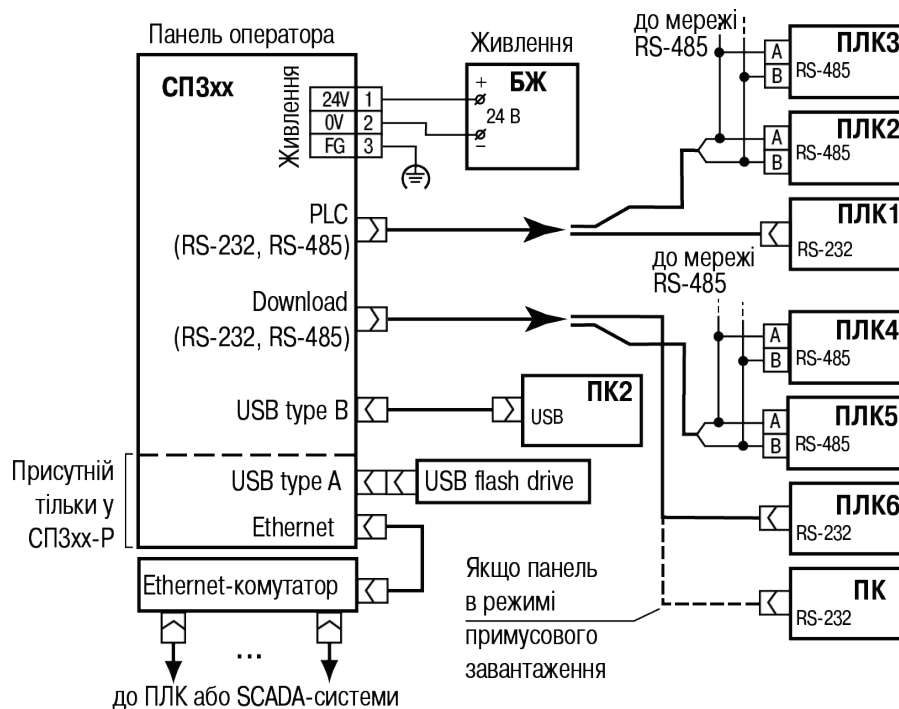 Панель оператора
СП3хх
Живлення
24V 1
0V 2
FG 3
Живлення
БЖ
+
24 В
–
PLC
(RS-232, RS-485)
Download
(RS-232, RS-485)
USB type B
USB type A
Ethernet
Присутній
тільки у
СП3хх-Р
Ethernet-комутатор
...
до ПЛК або SCADA-системи
ПК2
USB
USB flash drive
до мережі
RS-485
ПЛК3
A
RS-485
B
ПЛК2
A
RS-485
B
ПЛК1
RS-232
до мережі
RS-485
ПЛК4
A
RS-485
B
ПЛК5
A
RS-485
B
ПЛК6
RS-232
ПК
RS-232
Якщо панель
в режимі
примусового
завантаження